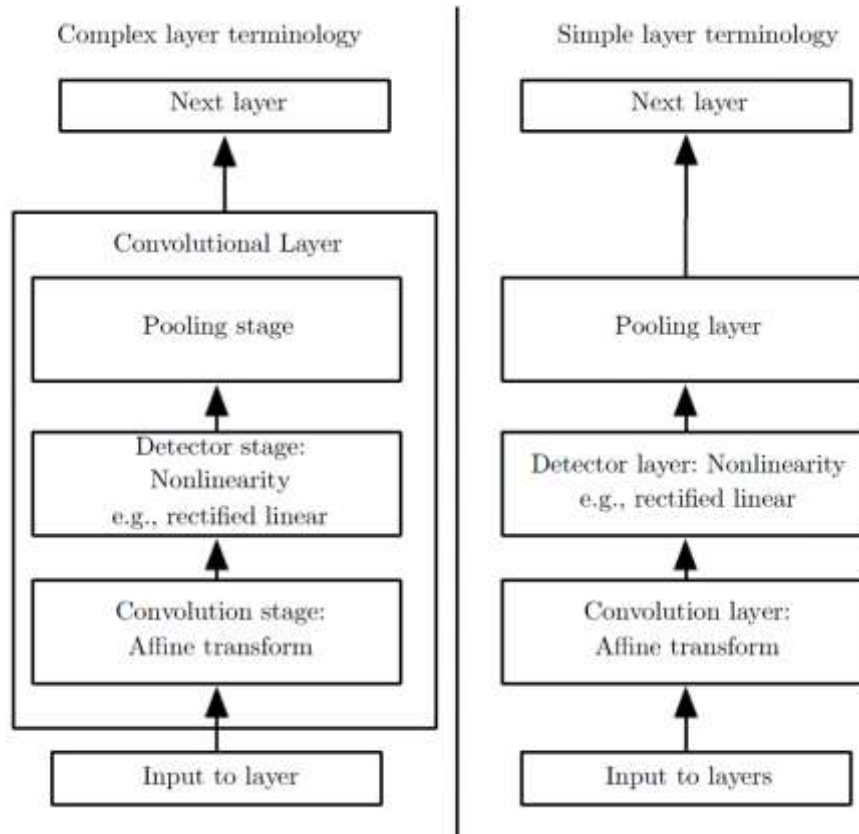 Complex layer terminology
Next layer
Convolutional Layer
Pooling stage
Detector stage:
Nonlinearity
e.g., rectified linear
Convolution stage:
Affine transform
Input to layer
Simple layer terminology
Next layer
Pooling layer
Detector layer: Nonlinearity
e.g., rectified linear
Convolution layer:
Affine transform
Input to layers